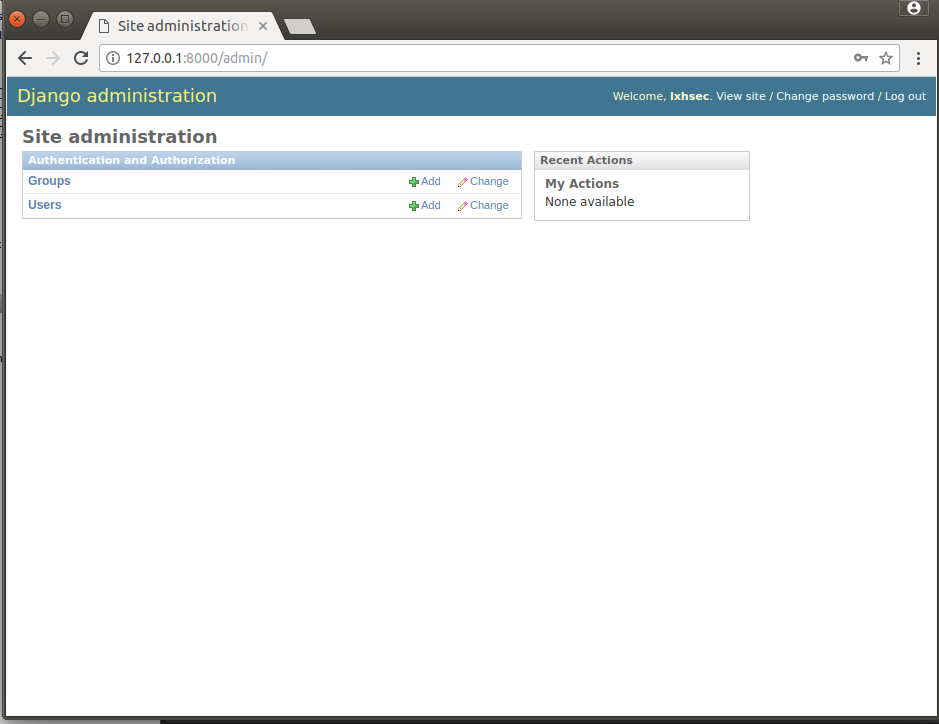 Site administration
127.0.0.1:8000/admin/
Django administration
Welcome, lxhsec. View site / Change password / Log out
Site administration
Authentication and Authorization
Groups Add Change
Users Add Change
Recent Actions
My Actions
None available